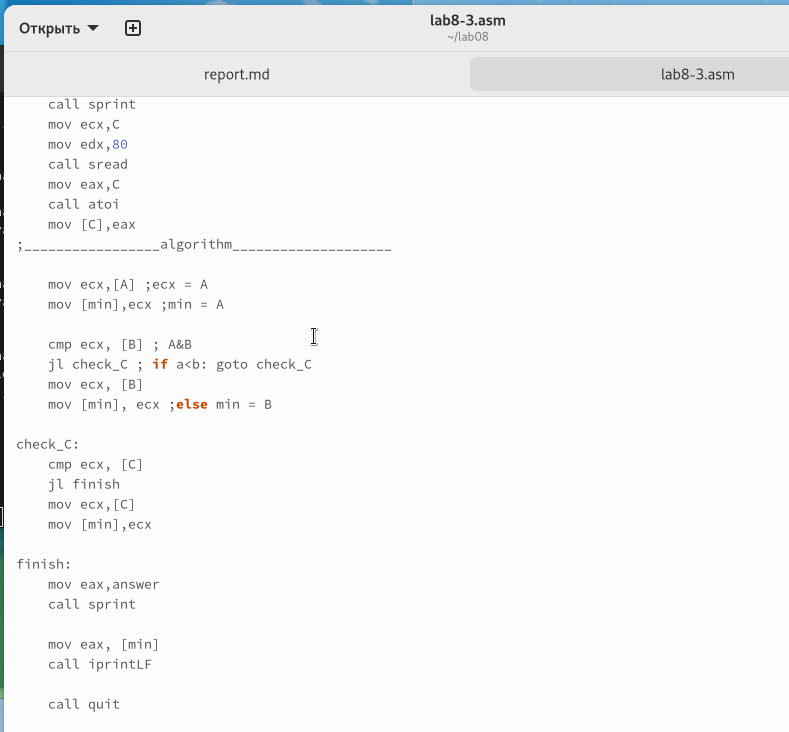 Открыть
lab8-3.asm
~/lab08
report.md
lab8-3.asm
call sprint
mov ecx,C
mov edx,80
call sread
mov eax,C
call atoi
mov [C],eax
;_________________algorithm____________________
mov ecx,[A] ;ecx = A
mov [min],ecx ;min = A
cmp ecx, [B] ; A&B
jl check_C ; if a<b: goto check_C
mov ecx, [B]
mov [min], ecx ;else min = B
check_C:
cmp ecx, [C]
jl finish
mov ecx,[C]
mov [min],ecx
finish:
mov eax,answer
call sprint
mov eax, [min]
call iprintLF
call quit